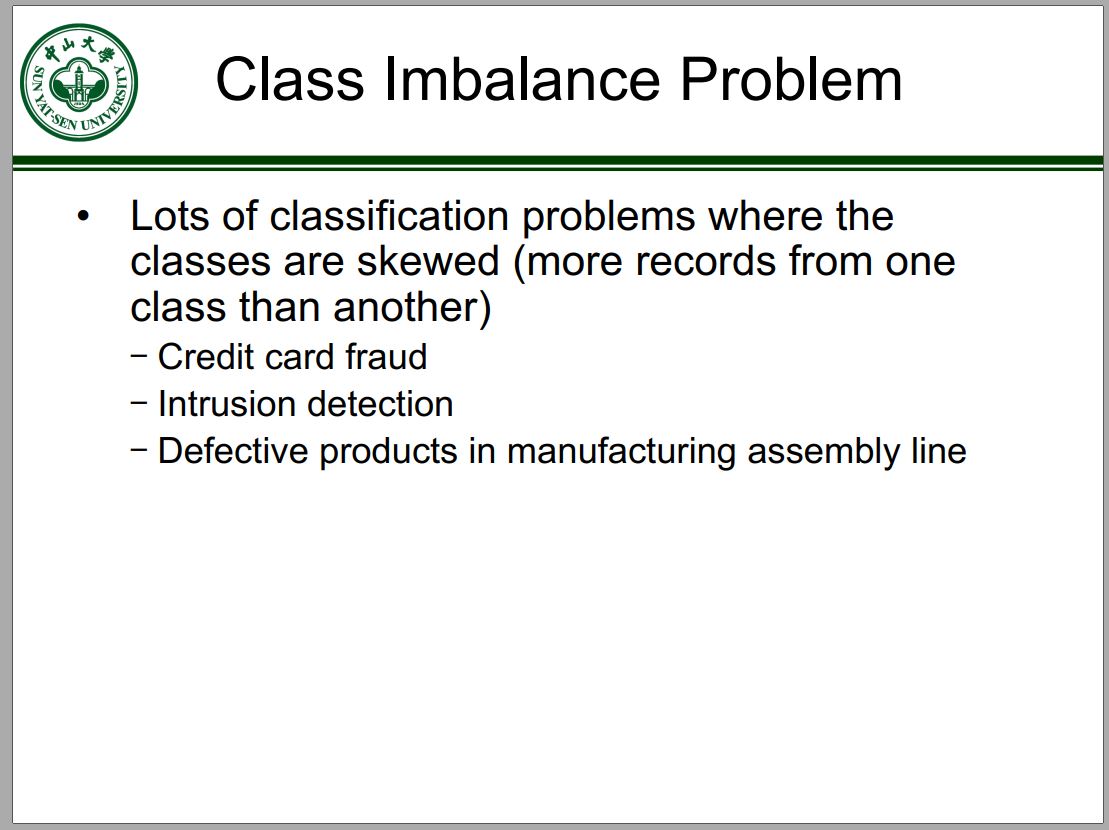 中山大学
SUN YAT-SEN UNIVERSITY
Class Imbalance Problem
• Lots of classification problems where the
classes are skewed (more records from one
class than another)
– Credit card fraud
– Intrusion detection
– Defective products in manufacturing assembly line